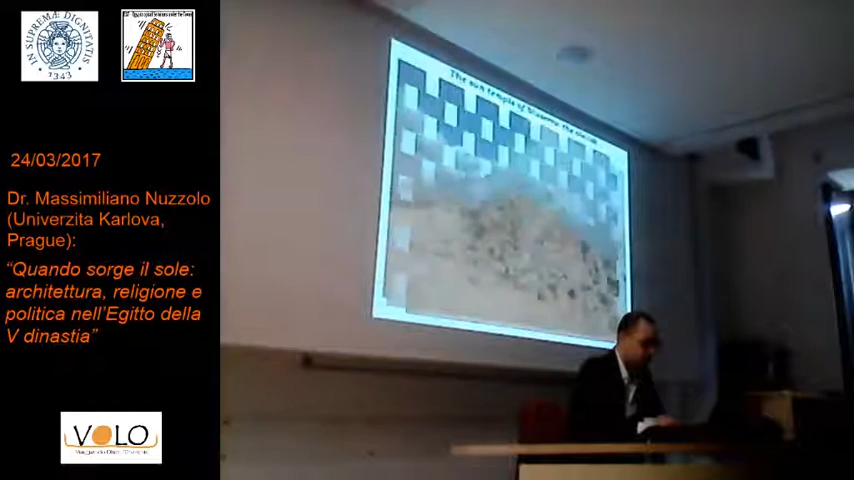 IN SUPREMÆ DIGNITATIS
1343
24/03/2017
Dr. Massimiliano Nuzzolo
(Univerzita Karlova,
Prague):
“Quando sorge il sole:
architettura, religione e
politica nell’Egitto della
V dinastia”
VOLO
The sun temple of